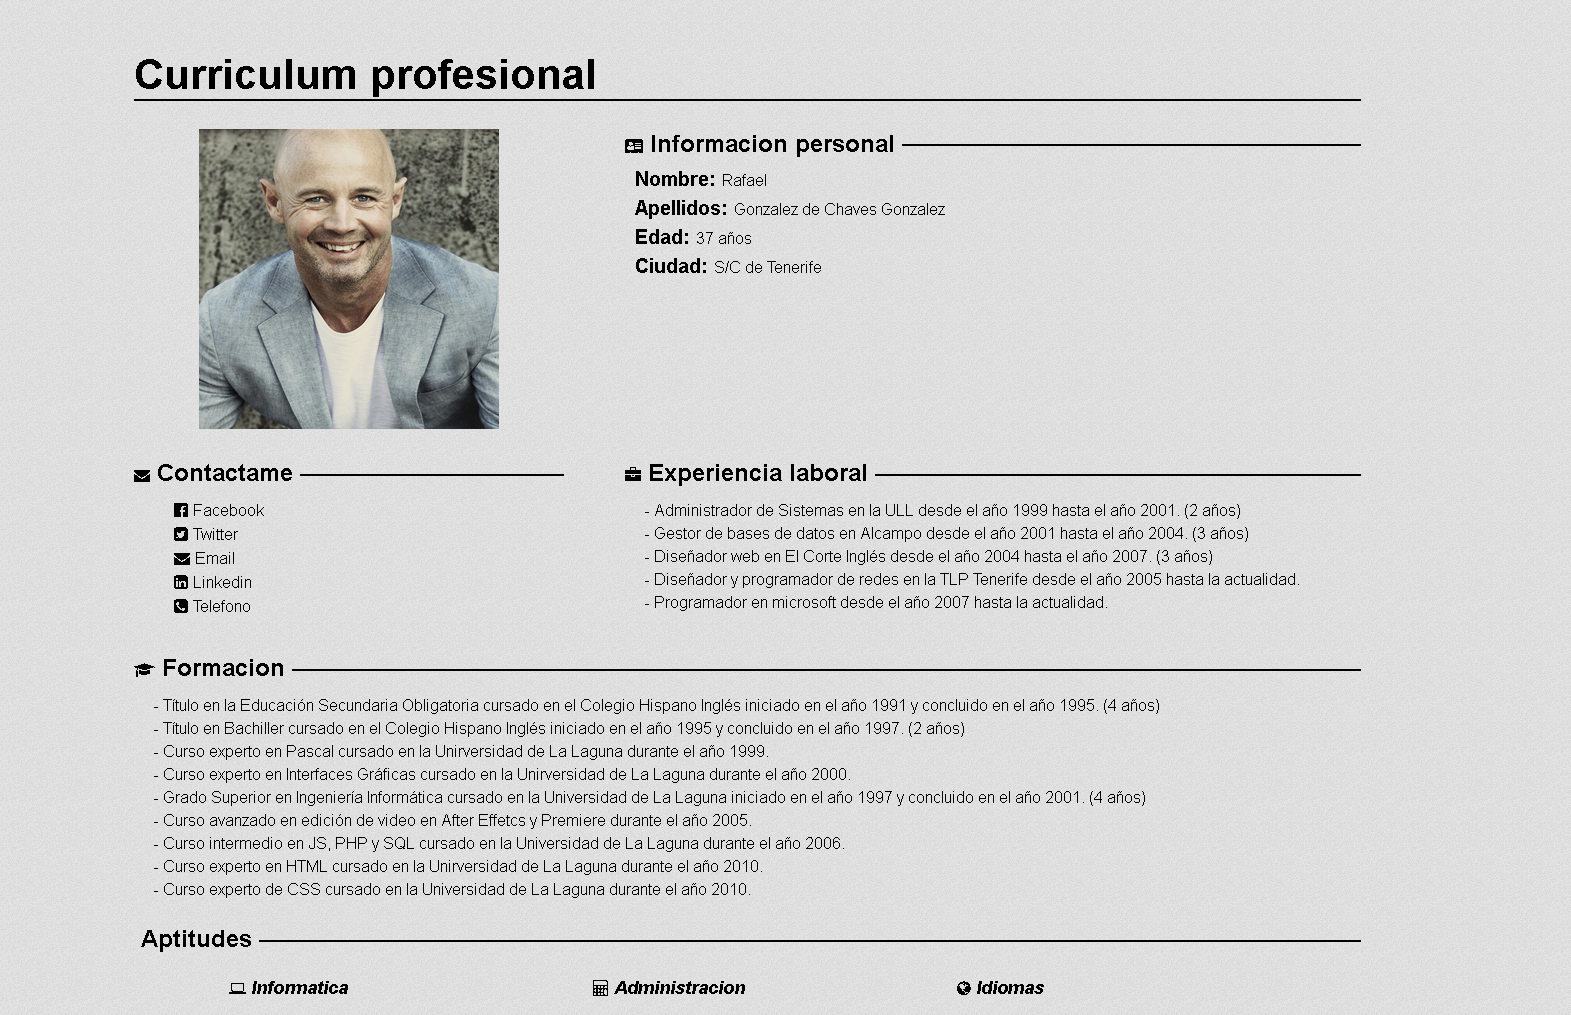 Curriculum profesional
Informacion personal
Nombre: Rafael
Apellidos: Gonzalez de Chaves Gonzalez
Edad: 37 años
Ciudad: S/C de Tenerife
Contactame
Facebook
Twitter
Email
Linkedin
Telefono
Experiencia laboral
- Administrador de Sistemas en la ULL desde el año 1999 hasta el año 2001. (2 años)
- Gestor de bases de datos en Alcampo desde el año 2001 hasta el año 2004. (3 años)
- Diseñador web en El Corte Inglés desde el año 2004 hasta el año 2007. (3 años)
- Diseñador y programador de redes en la TLP Tenerife desde el año 2005 hasta la actualidad.
- Programador en microsoft desde el año 2007 hasta la actualidad.
Formacion
- Título en la Educación Secundaria Obligatoria cursado en el Colegio Hispano Inglés iniciado en el año 1991 y concluido en el año 1995. (4 años)
- Título en Bachiller cursado en el Colegio Hispano Inglés iniciado en el año 1995 y concluido en el año 1997. (2 años)
- Curso experto en Pascal cursado en la Unirversidad de La Laguna durante el año 1999.
- Curso experto en Interfaces Gráficas cursado en la Unirversidad de La Laguna durante el año 2000.
- Grado Superior en Ingeniería Informática cursado en la Universidad de La Laguna iniciado en el año 1997 y concluido en el año 2001. (4 años)
- Curso avanzado en edición de video en After Effetcs y Premiere durante el año 2005.
- Curso intermedio en JS, PHP y SQL cursado en la Universidad de La Laguna durante el año 2006.
- Curso experto en HTML cursado en la Unirversidad de La Laguna durante el año 2010.
- Curso experto de CSS cursado en la Universidad de La Laguna durante el año 2010.
Aptitudes
Informatica
Administracion
Idiomas